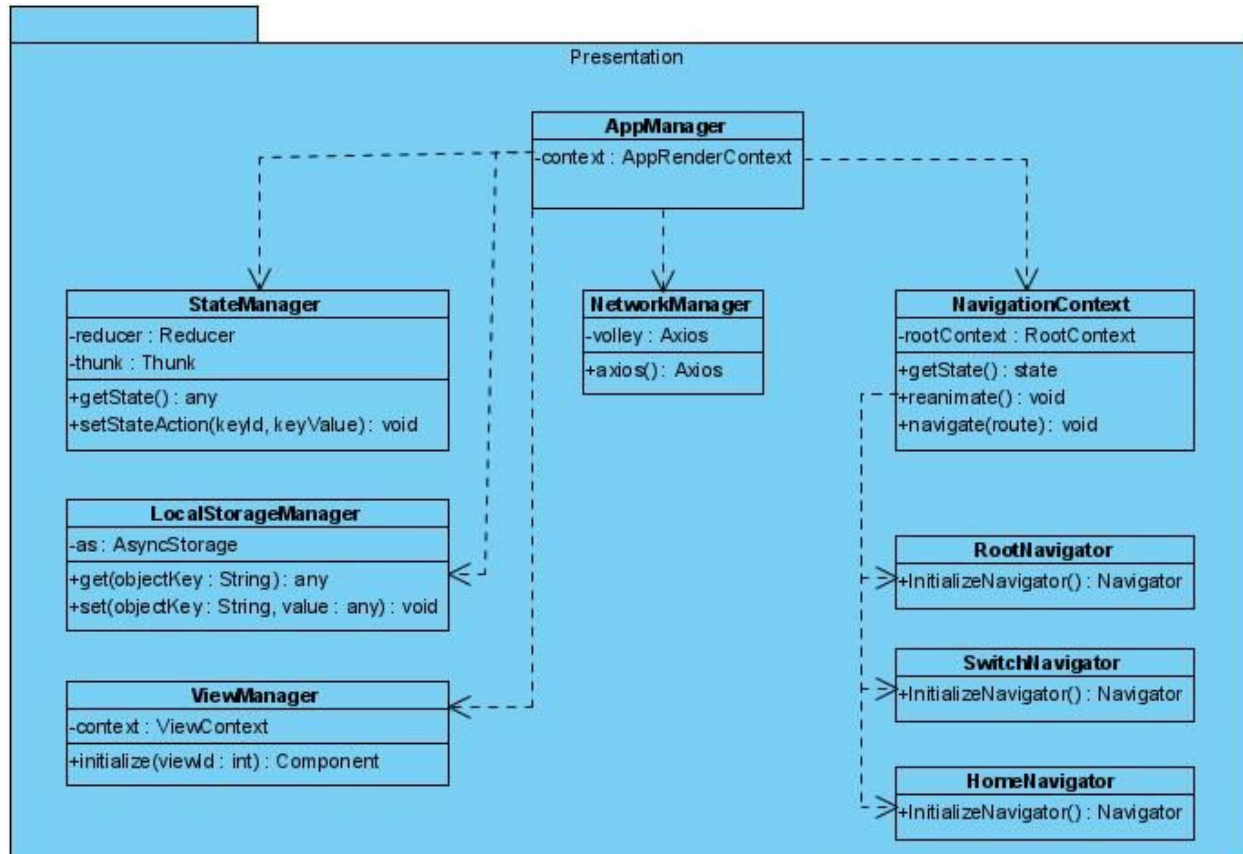 Presentation
AppManager
-context : AppRenderContext
StateManager
-reducer : Reducer
-thunk : Thunk
+getState() : any
+setStateAction(keyId, keyValue) : void
NetworkManager
-volley : Axios
+axios() : Axios
NavigationContext
-rootContext : RootContext
+getState() : state
+reanimate() : void
+navigate(route) : void
LocalStorageManager
-as : AsyncStorage
+get(objectKey : String) : any
+set(objectKey : String, value : any) : void
RootNavigator
+InitializeNavigator() : Navigator
SwitchNavigator
+InitializeNavigator() : Navigator
ViewManager
-context : ViewContext
+initialize(viewId : int) : Component
HomeNavigator
+InitializeNavigator() : Navigator